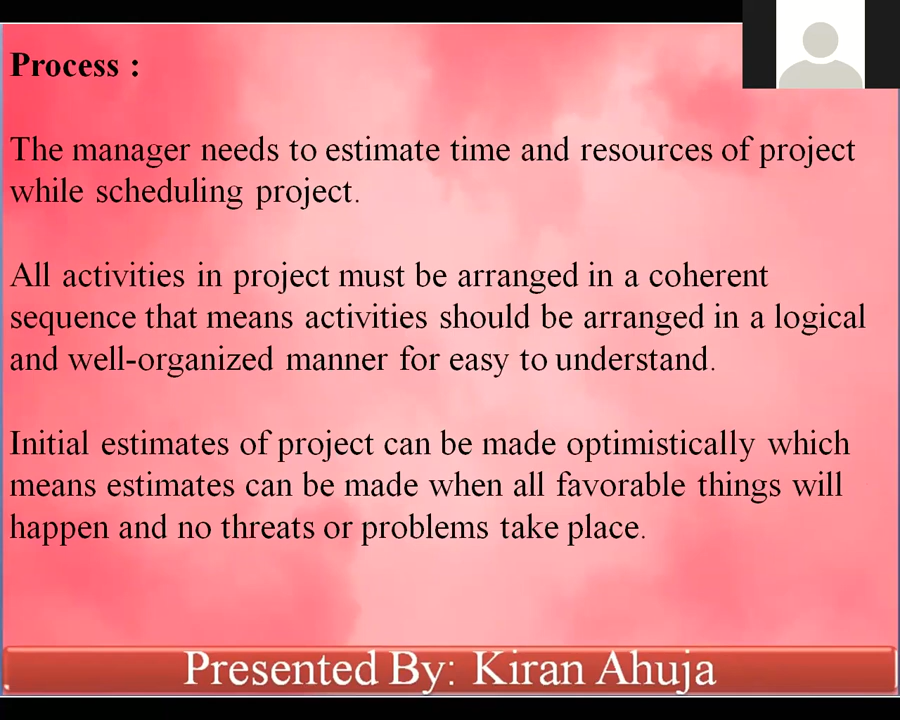 Process :
The manager needs to estimate time and resources of project
while scheduling project.
All activities in project must be arranged in a coherent
sequence that means activities should be arranged in a logical
and well-organized manner for easy to understand.
Initial estimates of project can be made optimistically which
means estimates can be made when all favorable things will
happen and no threats or problems take place.
Presented By: Kiran Ahuja